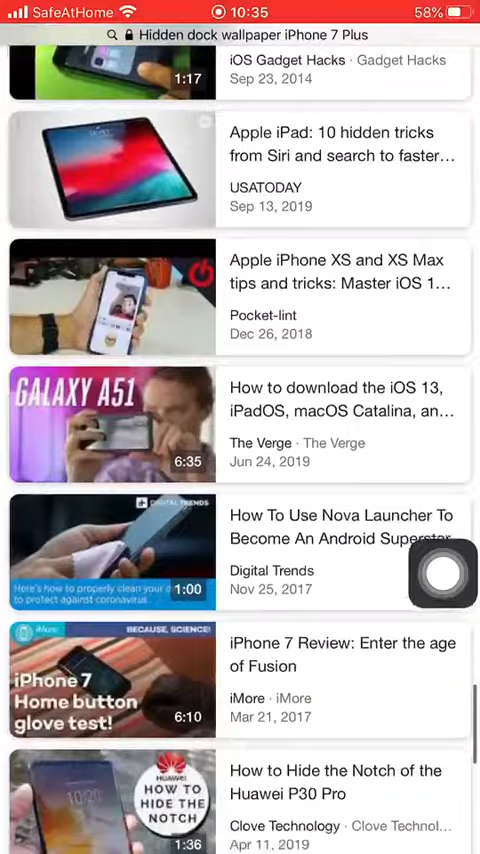 SafeAtHome
10:35
58%
Hidden dock wallpaper iPhone 7 Plus
1:17
iOS Gadget Hacks · Gadget Hacks
Sep 23, 2014
Apple iPad: 10 hidden tricks
from Siri and search to faster...
USATODAY
Sep 13, 2019
Apple iPhone XS and XS Max
tips and tricks: Master iOS 1...
Pocket-lint
Dec 26, 2018
GALAXY A51
6:35
How to download the iOS 13,
iPadOS, macOS Catalina, an...
The Verge · The Verge
Jun 24, 2019
DIGITAL TRENDS
Here's how to properly clean your
to protect against coronavirus
1:00
How To Use Nova Launcher To
Become An Android Superstar
Digital Trends
Nov 25, 2017
iMore
BECAUSE, SCIENCE!
iPhone 7
Home button
glove test!
6:10
iPhone 7 Review: Enter the age
of Fusion
iMore · iMore
Mar 21, 2017
10:20
HUAWEI
HOW TO
HIDE THE
NOTCH
1:36
How to Hide the Notch of the
Huawei P30 Pro
Clove Technology · Clove Technol...
Apr 11, 2019